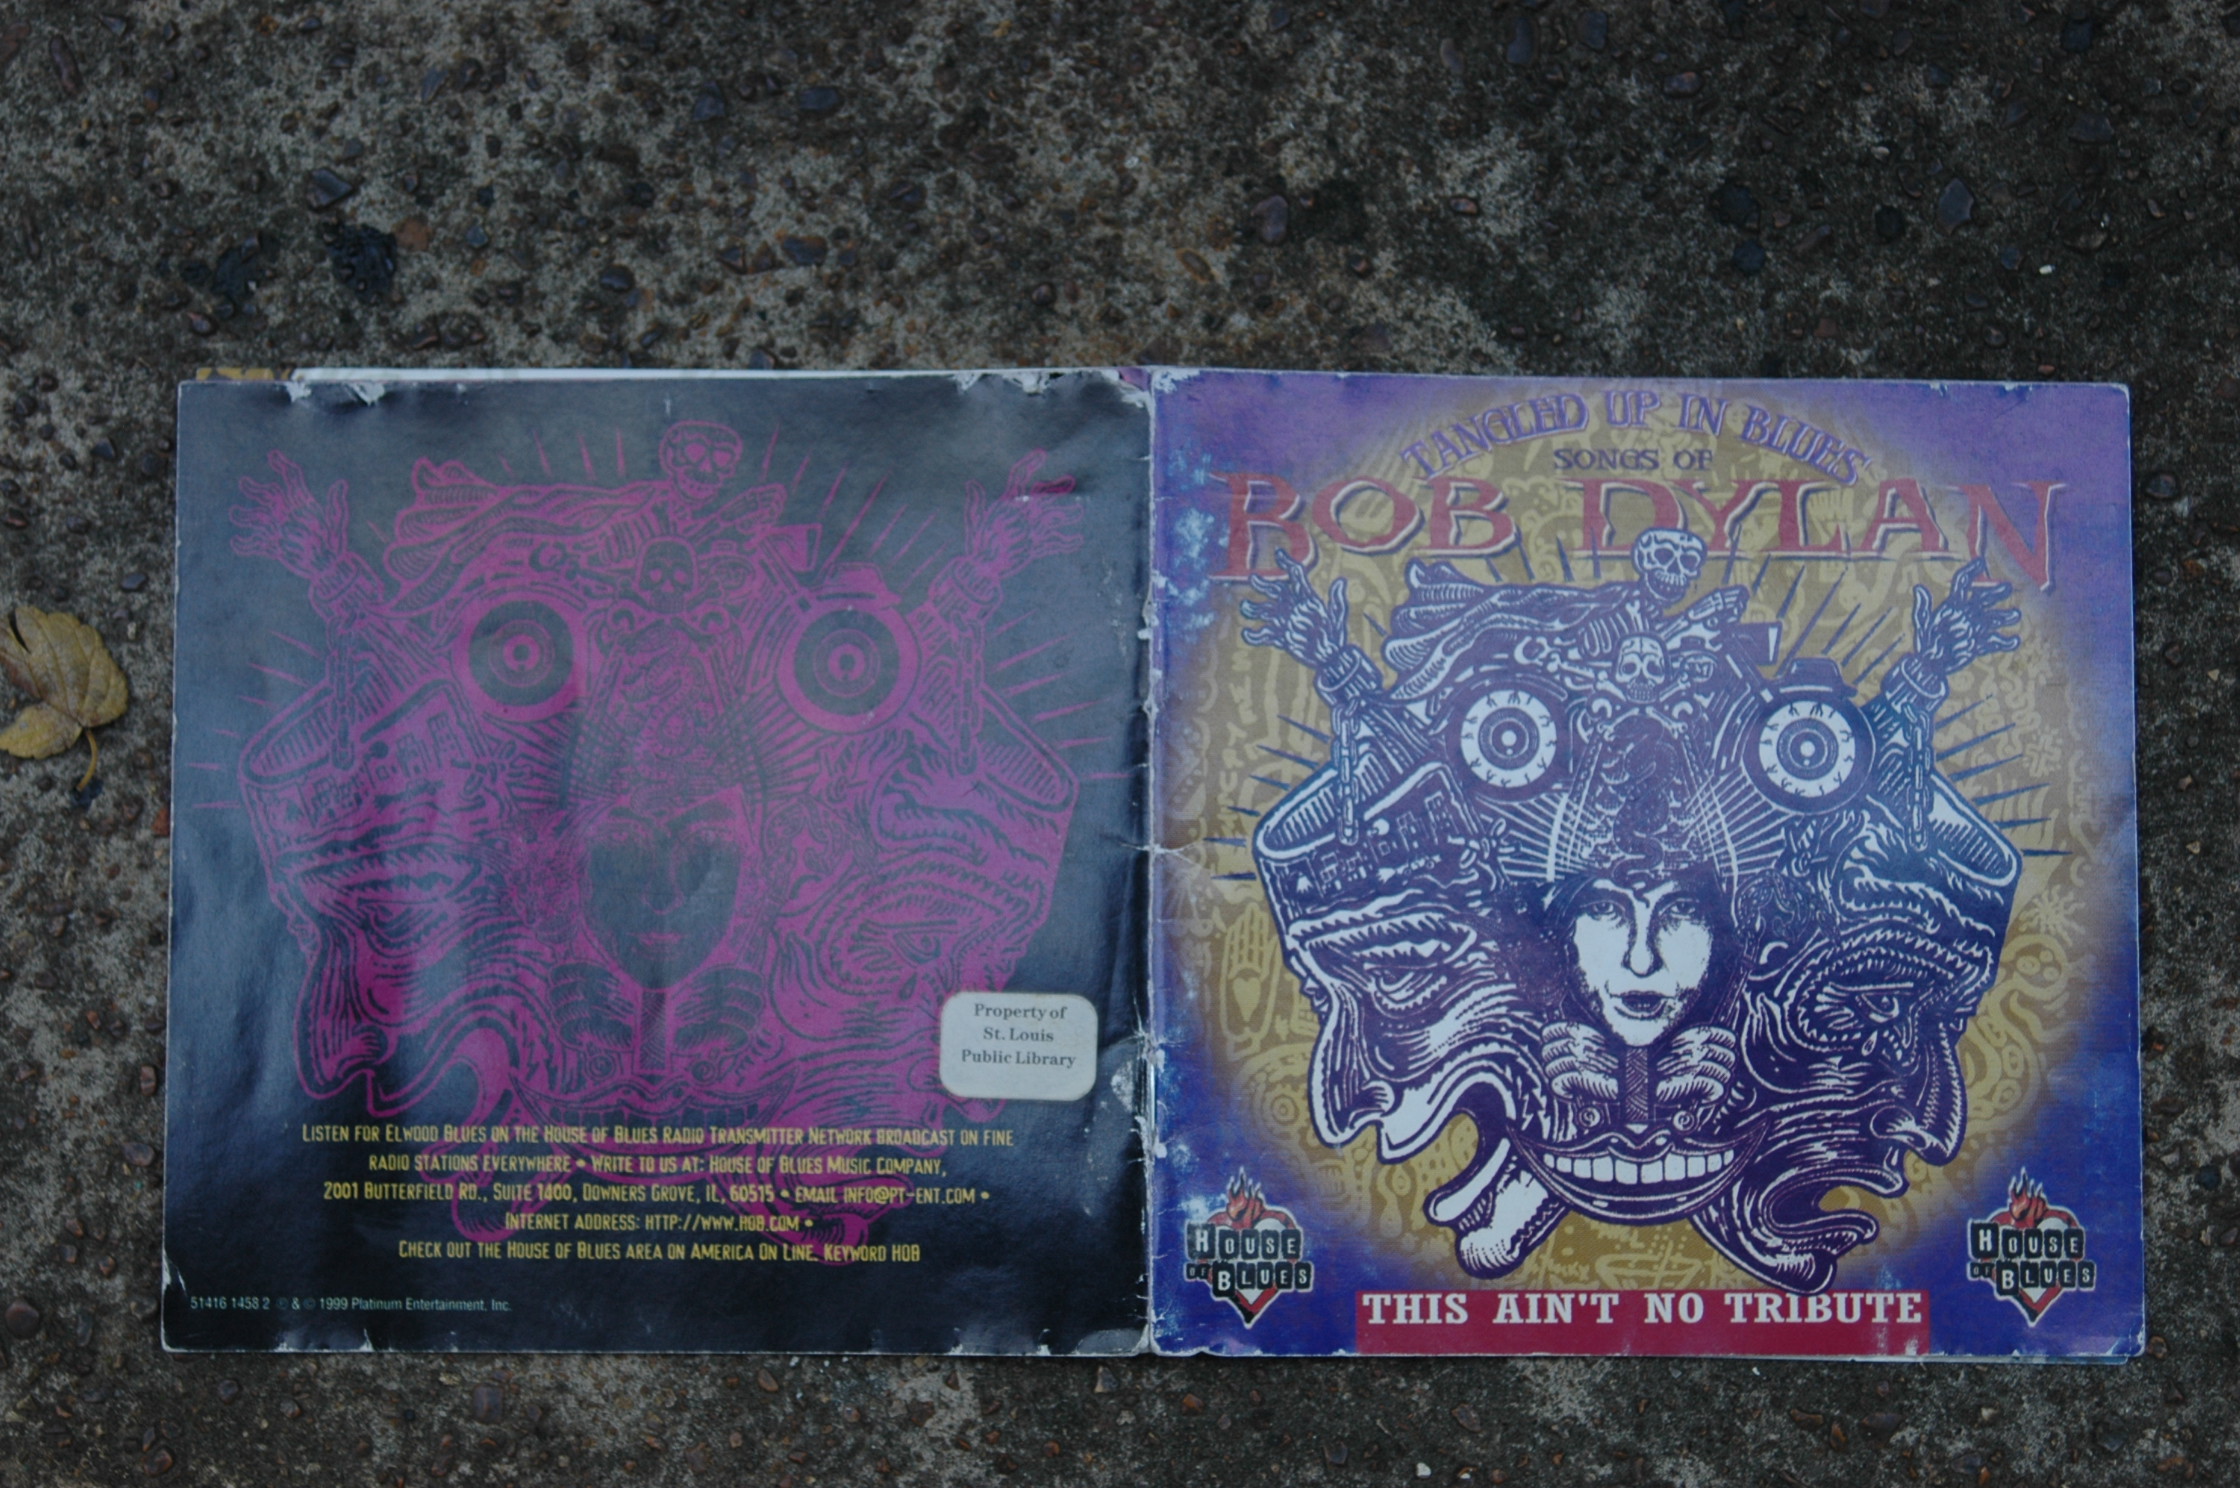 TANGLED UP IN BLUES
SONGS OF
BOB DYLAN
HOUSE
OF BLUES
THIS AIN'T NO TRIBUTE
HOUSE
OF BLUES
Property of
St. Louis
Public Library
LISTEN FOR ELWOOD BLUES ON THE HOUSE OF BLUES RADIO TRANSMITTER NETWORK BROADCAST ON FINE
RADIO STATIONS EVERYWHERE • WRITE TO US AT: HOUSE OF BLUES MUSIC COMPANY,
2001 BUTTERFIELD RD., SUITE 1400, DOWNERS GROVE, IL, 60515 • EMAIL INFO@PTI-ENT.COM •
INTERNET ADDRESS: HTTP://WWW.HOB.COM •
CHECK OUT THE HOUSE OF BLUES AREA ON AMERICA ON LINE, KEYWORD HOB
51416 1458 2 ℗ & © 1999 Platinum Entertainment, Inc.